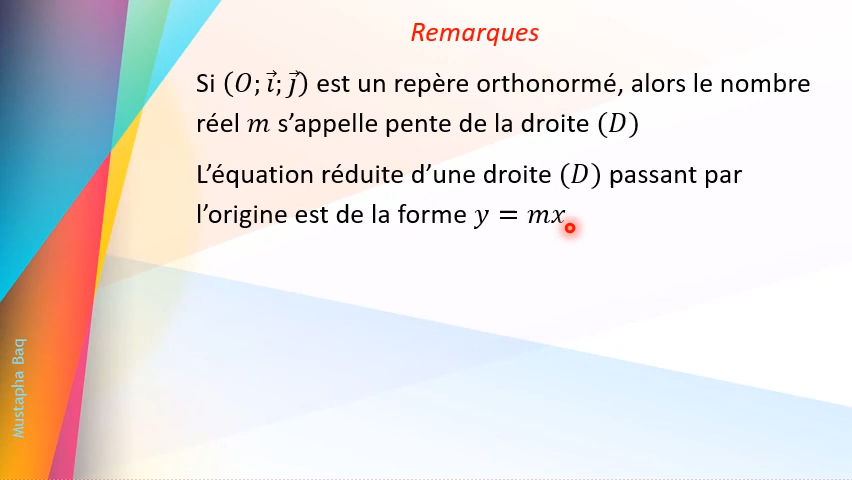 Remarques
Si (O; i⃗; j⃗) est un repère orthonormé, alors le nombre
réel m s’appelle pente de la droite (D)
L’équation réduite d’une droite (D) passant par
l’origine est de la forme y = mx
Mustapha Baq